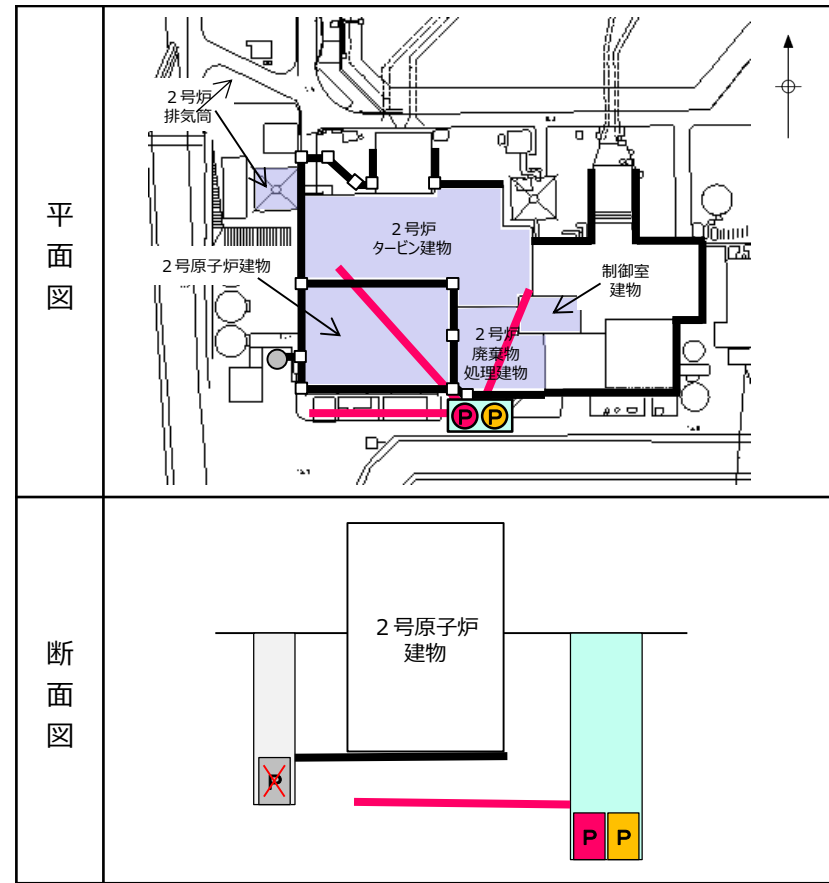 平
面
図
２号炉
排気筒
２号炉
タービン建物
２号原子炉建物
制御室
建物
２号炉
廃棄物
処理建物
P P
断
面
図
２号原子炉
建物
P
P P